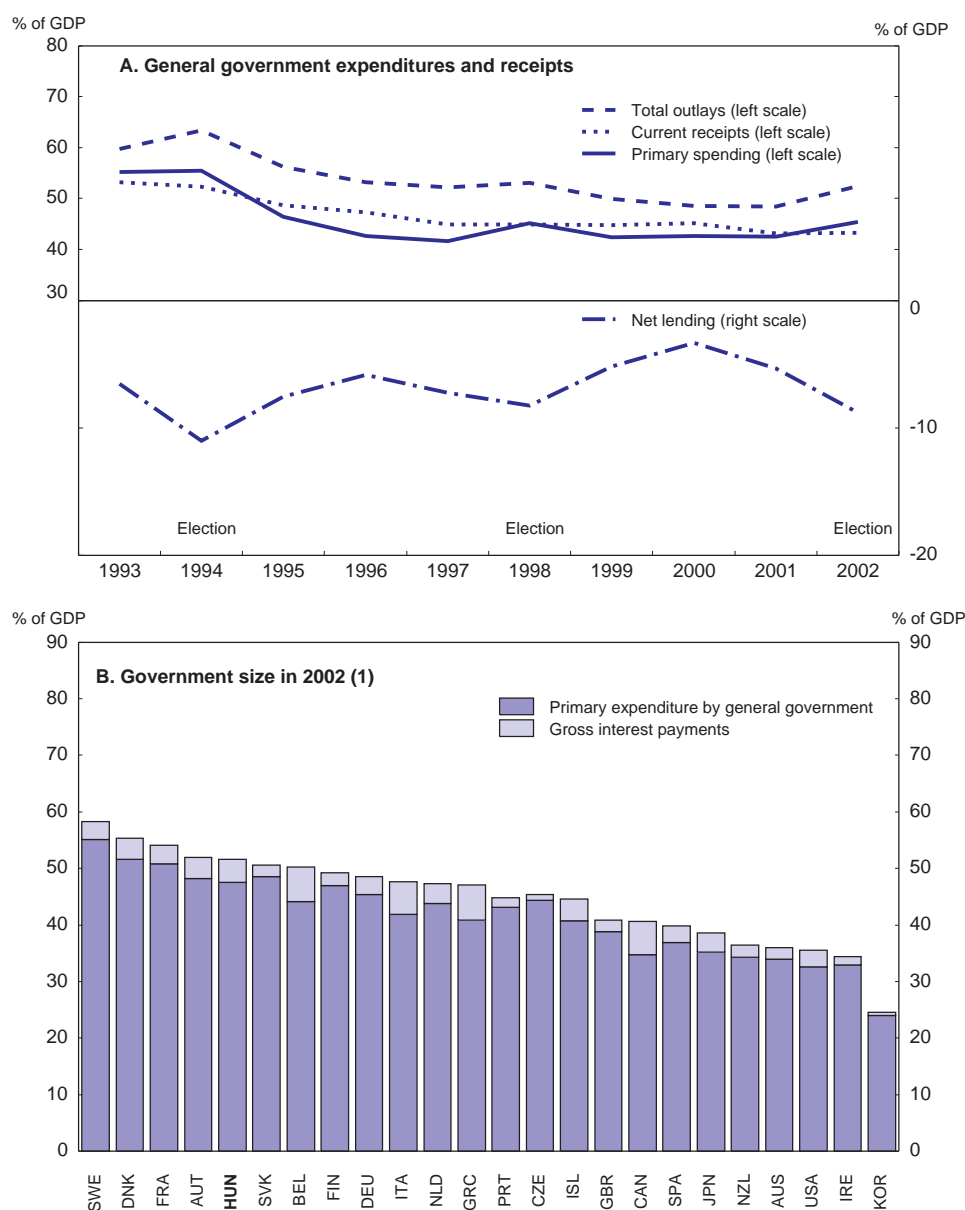 % of GDP
% of GDP
80
A. General government expenditures and receipts
70
Total outlays (left scale)
Current receipts (left scale)
60
Primary spending (left scale)
50
40
30
0
Net lending (right scale)
-10
Election Election Election
-20
1993 1994 1995 1996 1997 1998 1999 2000 2001 2002
% of GDP % of GDP
90 90
B. Government size in 2002 (1)
80 80
Primary expenditure by general government
70 70
Gross interest payments
60 60
50 50
40 40
30 30
20 20
10 10
0 0
SWE DNK FRA AUT HUN SVK BEL FIN DEU ITA NLD GRC PRT CZE ISL GBR CAN SPA JPN NZL AUS USA IRE KOR